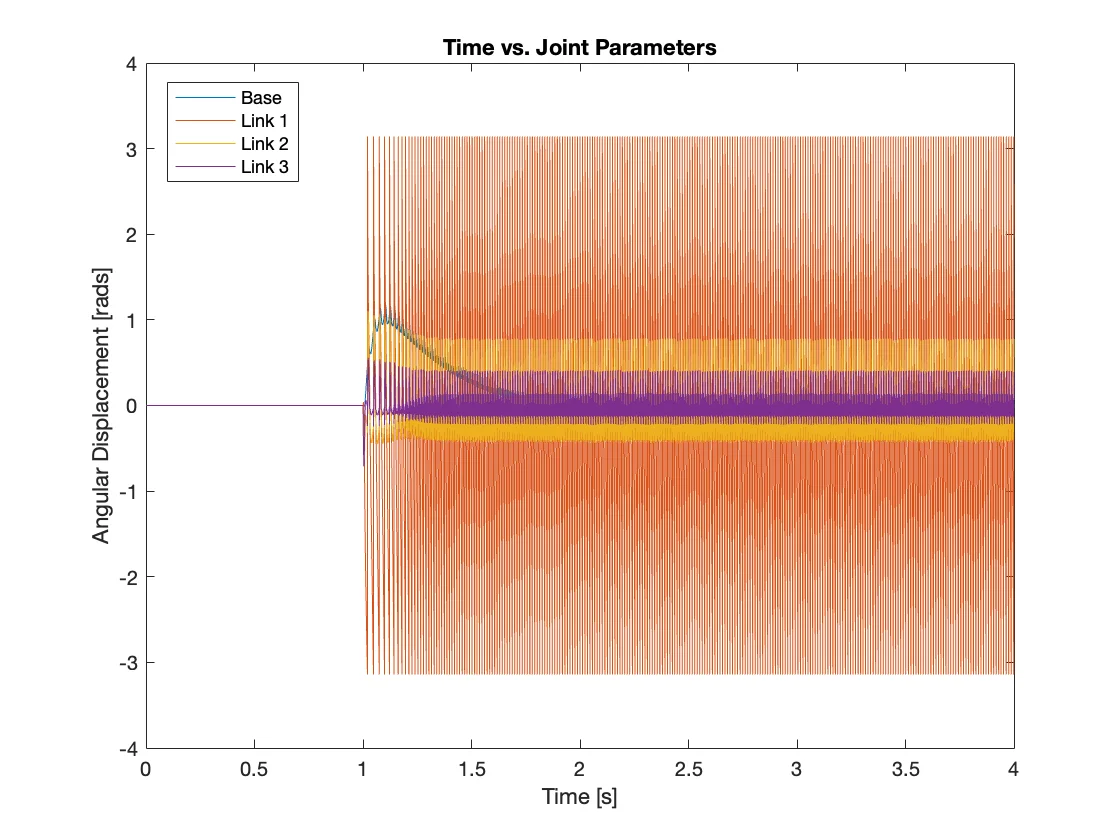 Time vs. Joint Parameters
4
3
2
1
0
-1
-2
-3
-4
Angular Displacement [rads]
Base
Link 1
Link 2
Link 3
0 0.5 1 1.5 2 2.5 3 3.5 4
Time [s]